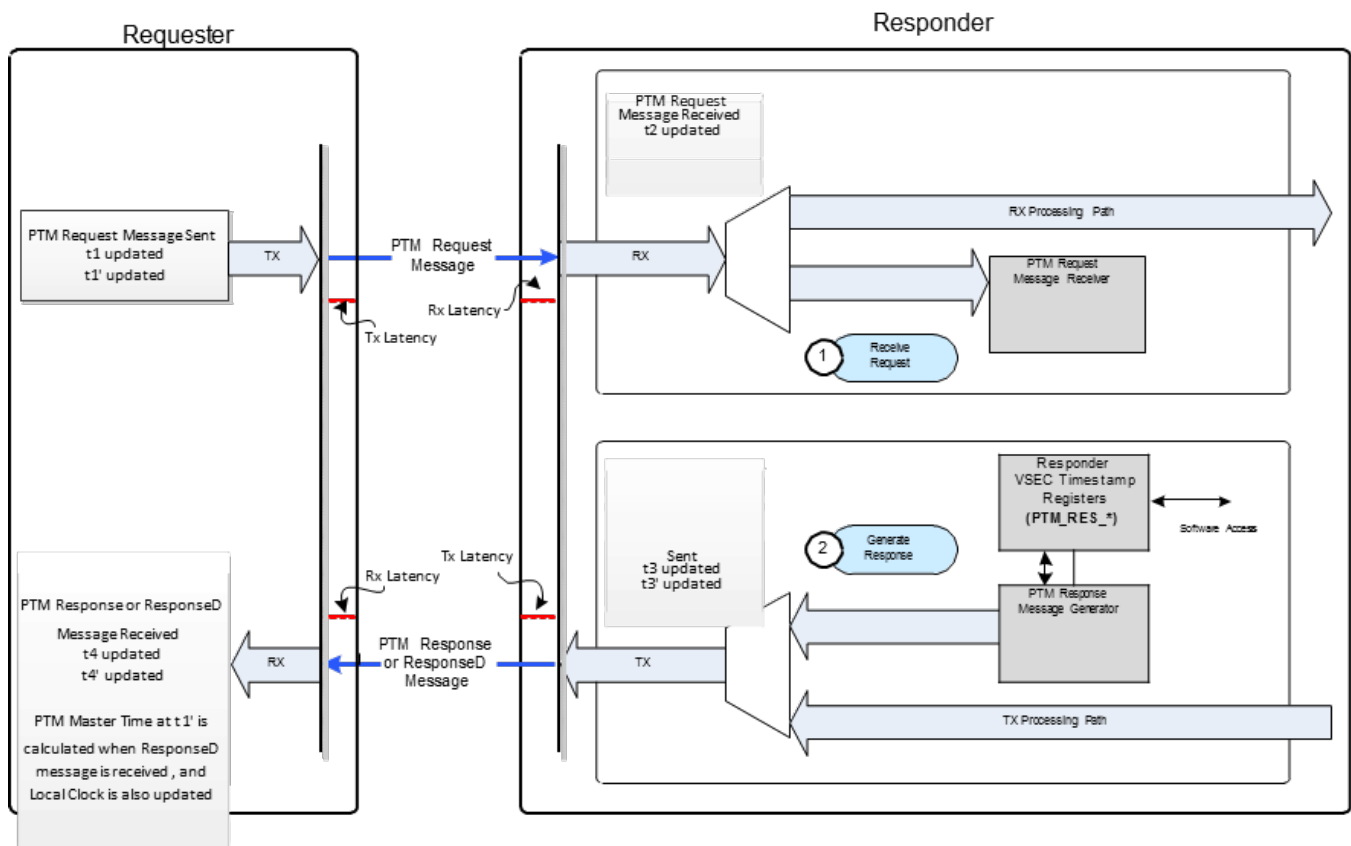 Requester
Responder
PTM Request
Message Received
t2 updated
RX Processing Path
PTM Request Message Sent
t1 updated
t1' updated
TX
PTM Request
Message
RX
PTM Request
Message Receiver
Rx Latency
Tx Latency
1
Receive
Request
Responder
VSEC Timestamp
Registers
(PTM_RES_*)
Software Access
2
Generate
Response
Sent
t3 updated
t3' updated
Tx Latency
Rx Latency
PTM Response
Message Generator
PTM Response or ResponseD
Message Received
t4 updated
t4' updated
RX
PTM Response
or ResponseD
Message
TX
TX Processing Path
PTM Master Time at t1' is
calculated when ResponseD
message is received , and
Local Clock is also updated